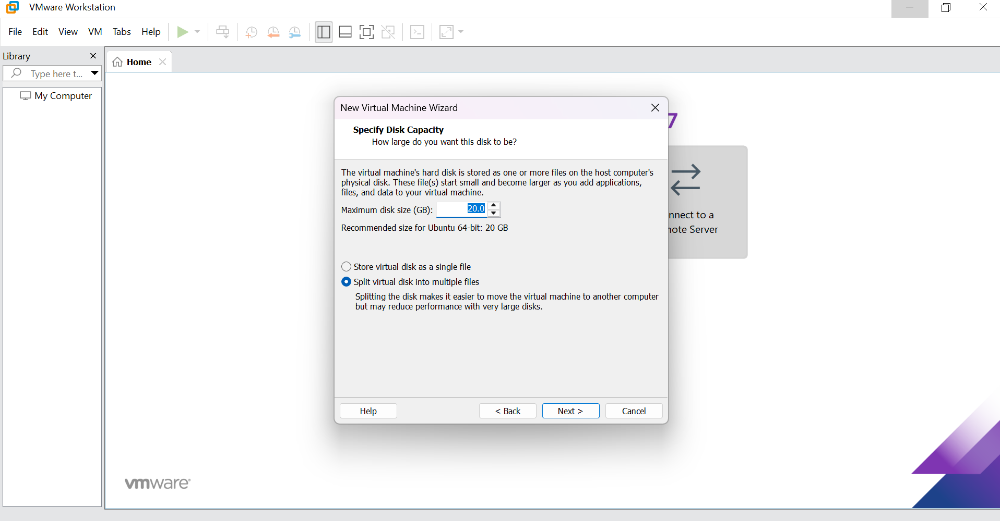 VMware Workstation
File Edit View VM Tabs Help
Library
Type here t...
My Computer
Home
New Virtual Machine Wizard
7
Specify Disk Capacity
How large do you want this disk to be?
The virtual machine's hard disk is stored as one or more files on the host computer's
physical disk. These file(s) start small and become larger as you add applications,
files, and data to your virtual machine.
Maximum disk size (GB): 20.0
Recommended size for Ubuntu 64-bit: 20 GB
nnect to a
ote Server
Store virtual disk as a single file
Split virtual disk into multiple files
Splitting the disk makes it easier to move the virtual machine to another computer
but may reduce performance with very large disks.
Help < Back Next > Cancel
vmware®